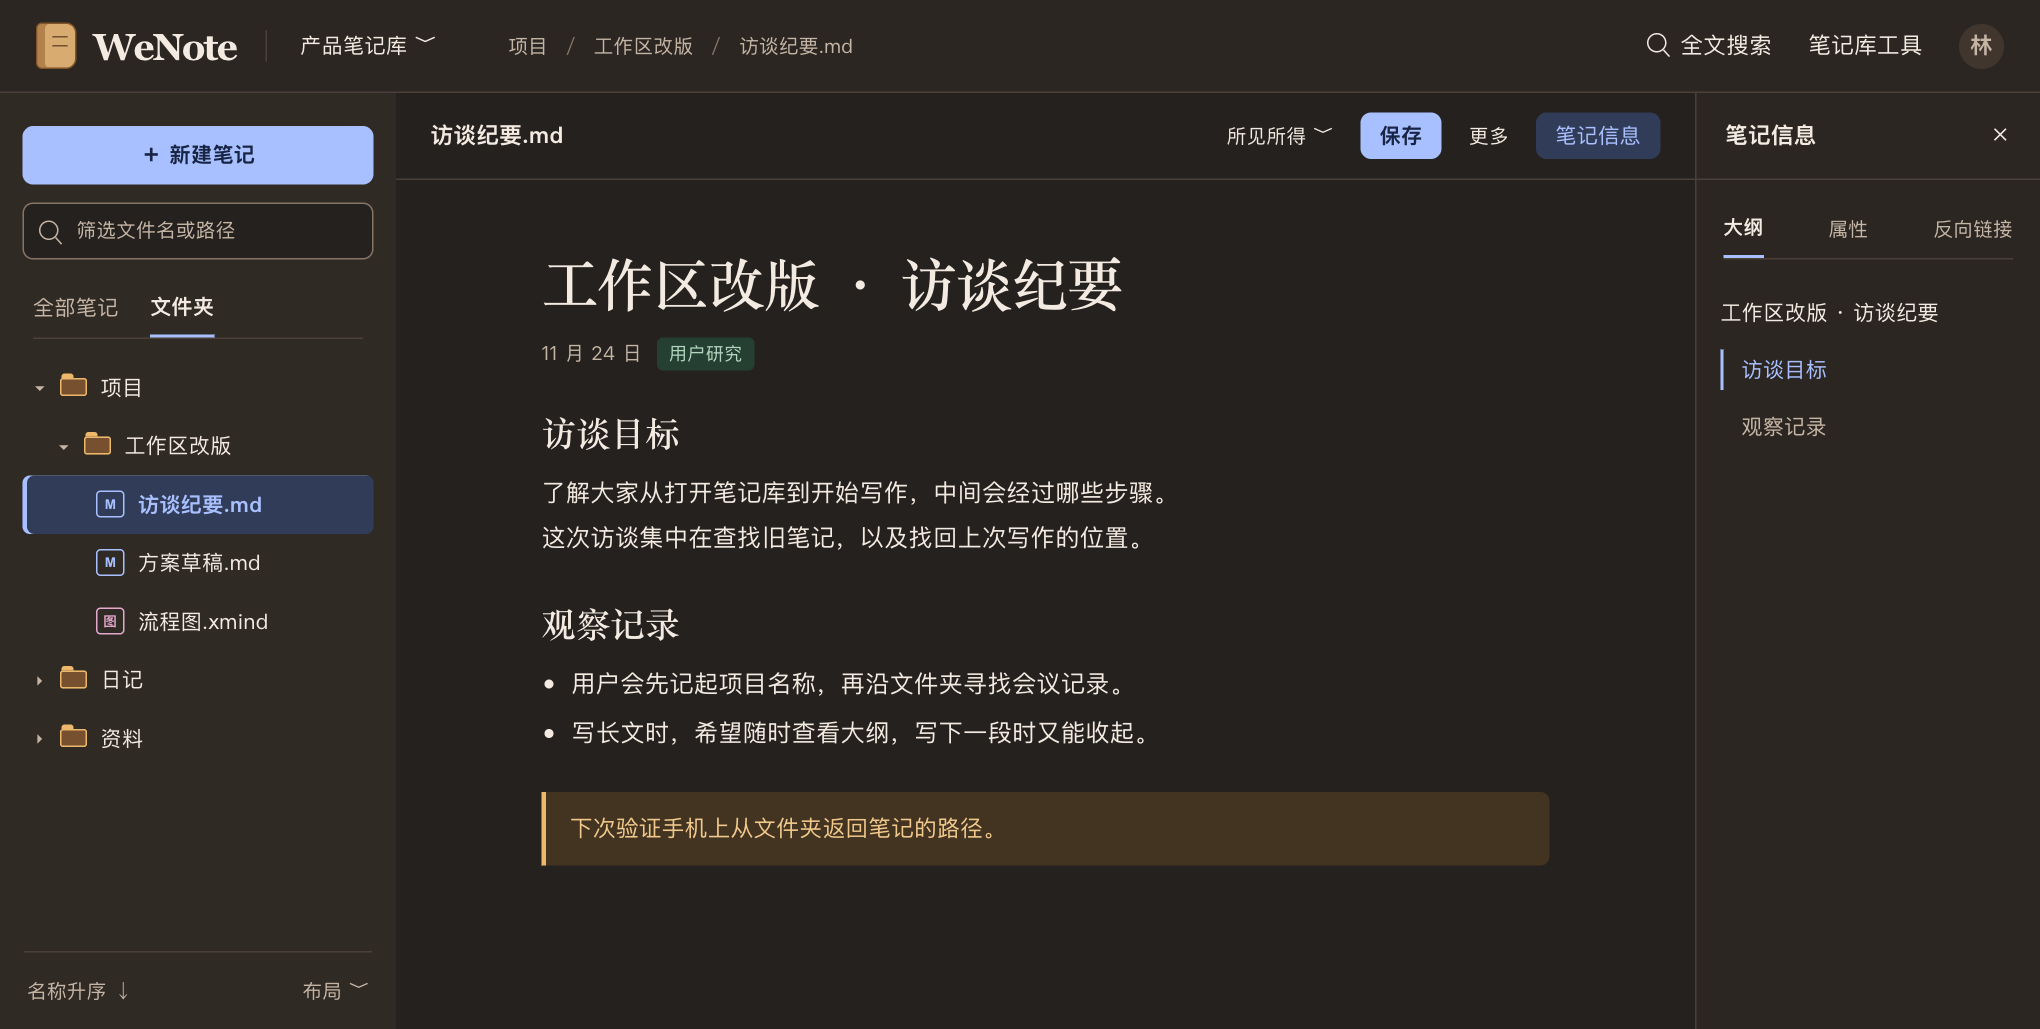 WeNote
产品笔记库
项目 / 工作区改版 / 访谈纪要.md
全文搜索
笔记库工具
林
+ 新建笔记
筛选文件名或路径
全部笔记
文件夹
项目
工作区改版
M 访谈纪要.md
M 方案草稿.md
图 流程图.xmind
日记
资料
名称升序 ↓
布局
访谈纪要.md
所见所得
保存
更多
笔记信息
工作区改版 · 访谈纪要
11 月 24 日
用户研究
访谈目标
了解大家从打开笔记库到开始写作，中间会经过哪些步骤。
这次访谈集中在查找旧笔记，以及找回上次写作的位置。
观察记录
• 用户会先记起项目名称，再沿文件夹寻找会议记录。
• 写长文时，希望随时查看大纲，写下一段时又能收起。
下次验证手机上从文件夹返回笔记的路径。
笔记信息
×
大纲
属性
反向链接
工作区改版 · 访谈纪要
访谈目标
观察记录